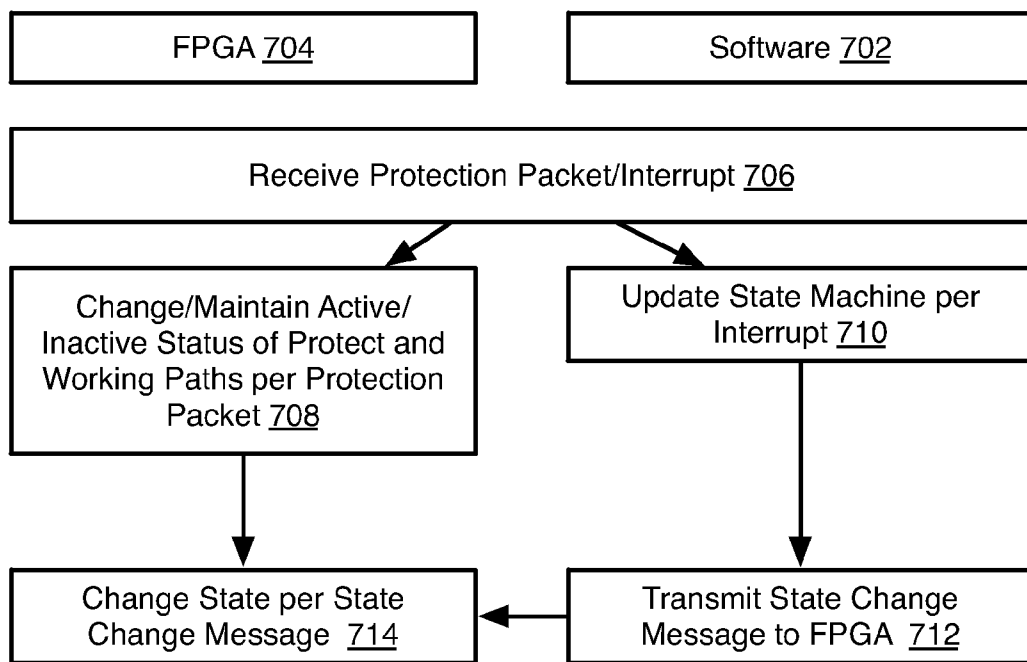 FPGA 704
Software 702
Receive Protection Packet/Interrupt 706
Change/Maintain Active/
Inactive Status of Protect and
Working Paths per Protection
Packet 708
Update State Machine per
Interrupt 710
Change State per State
Change Message 714
Transmit State Change
Message to FPGA 712